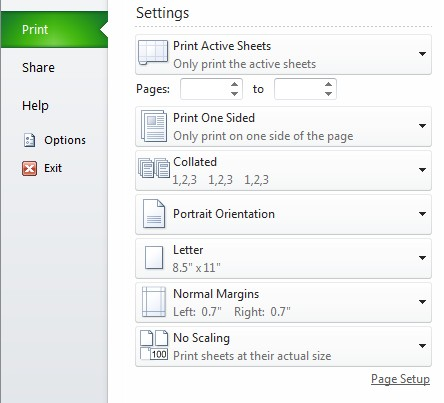 Print
Share
Help
Options
Exit
Settings
Print Active Sheets
Only print the active sheets
Pages: to
Print One Sided
Only print on one side of the page
Collated
1,2,3 1,2,3 1,2,3
Portrait Orientation
Letter
8.5" x 11"
Normal Margins
Left: 0.7" Right: 0.7"
No Scaling
100
Print sheets at their actual size
Page Setup